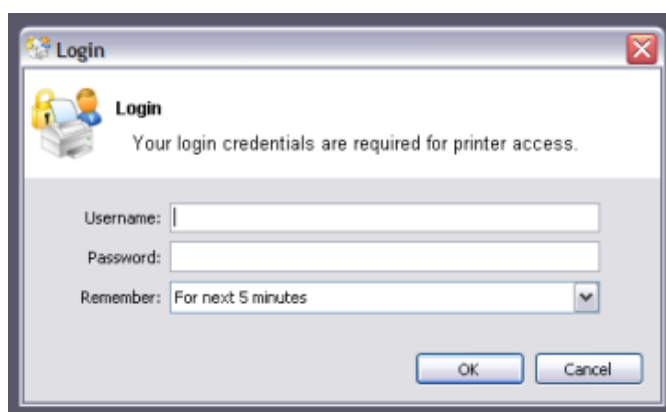 Login
Login
Your login credentials are required for printer access.
Username:
Password:
Remember: For next 5 minutes
OK Cancel